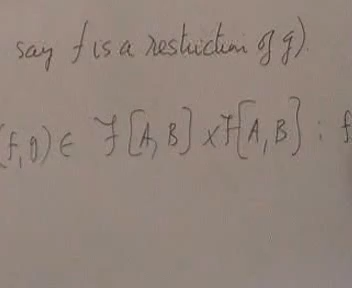 say f is a restriction of g).
(f,g) ∈ F[A,B] x F[A,B] : f